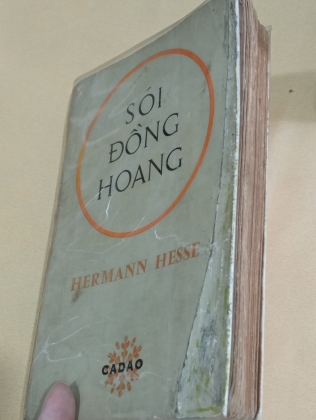 SÓI
ĐỒNG
HOANG
HERMANN HESSE
CADAO